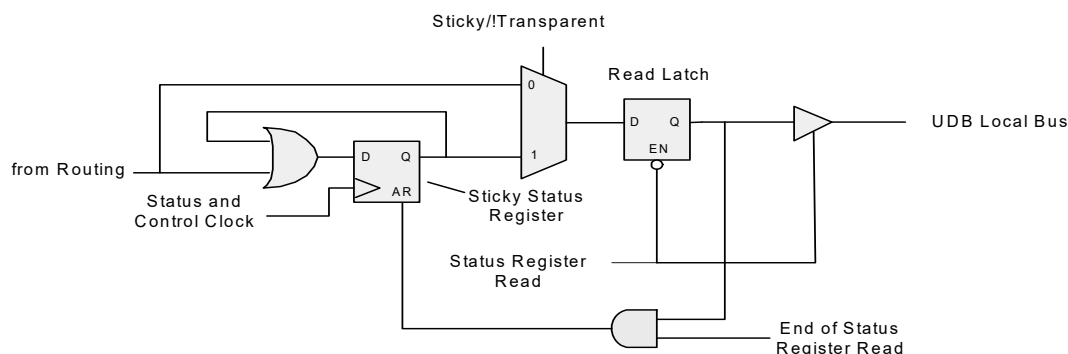 Sticky/!Transparent
Read Latch
0
D Q
UDB Local Bus
EN
D Q
1
from Routing
AR
Status and
Control Clock
Sticky Status
Register
Status Register
Read
End of Status
Register Read